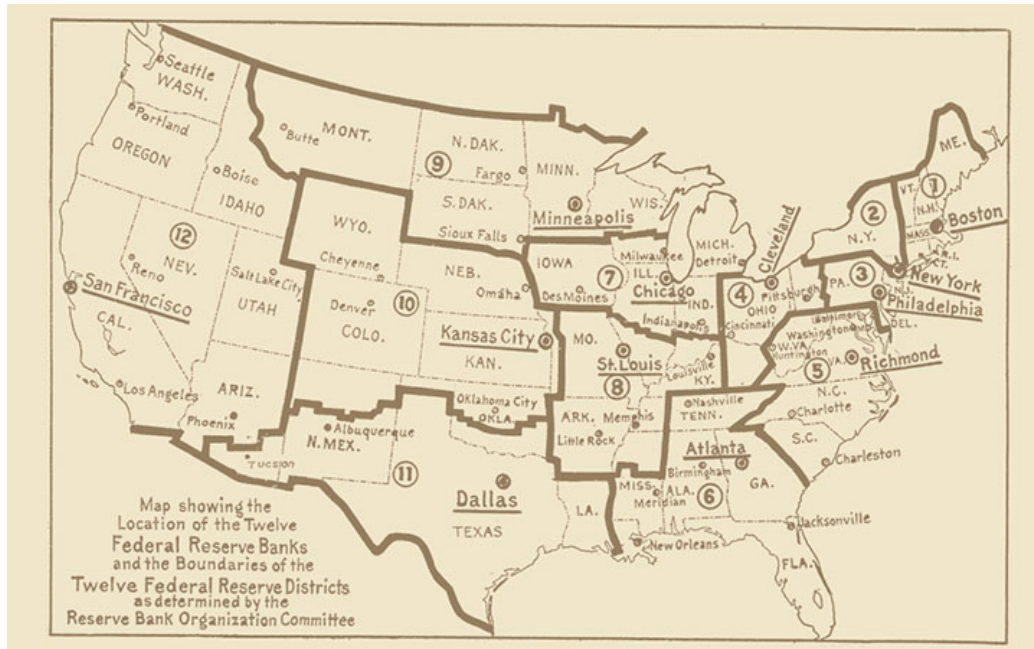 Seattle
WASH.
Portland
OREGON
Boise
IDAHO
MONT.
Butte
N. DAK.
9
Fargo
S. DAK.
Sioux Falls
MINN.
Minneapolis
WIS.
MICH.
Detroit
Cleveland
ME.
VT.
1
N.H.
MASS.
Boston
R.I.
CT.
2
N.Y.
New York
3
PA.
N.J.
Philadelphia
DEL.
WYO.
Cheyenne
NEB.
Omaha
IOWA
Des Moines
7
Milwaukee
ILL.
Chicago
IND.
Indianapolis
4
OHIO
Pittsburgh
Cincinnati
12
NEV.
Reno
Salt Lake City
UTAH
San Francisco
CAL.
Los Angeles
10
Denver
COLO.
Kansas City
KAN.
MO.
St. Louis
8
Louisville
KY.
Baltimore
Washington
MD.
W. VA.
Huntington
VA.
5
Richmond
N.C.
Charlotte
S.C.
Charleston
ARIZ.
Phoenix
Tucson
Albuquerque
N. MEX.
Oklahoma City
OKLA.
ARK.
Little Rock
Memphis
Nashville
TENN.
Atlanta
Birmingham
MISS.
Meridian
ALA.
6
GA.
11
Dallas
TEXAS
LA.
New Orleans
Jacksonville
FLA.
Map showing the
Location of the Twelve
Federal Reserve Banks
and the Boundaries of the
Twelve Federal Reserve Districts
as determined by the
Reserve Bank Organization Committee